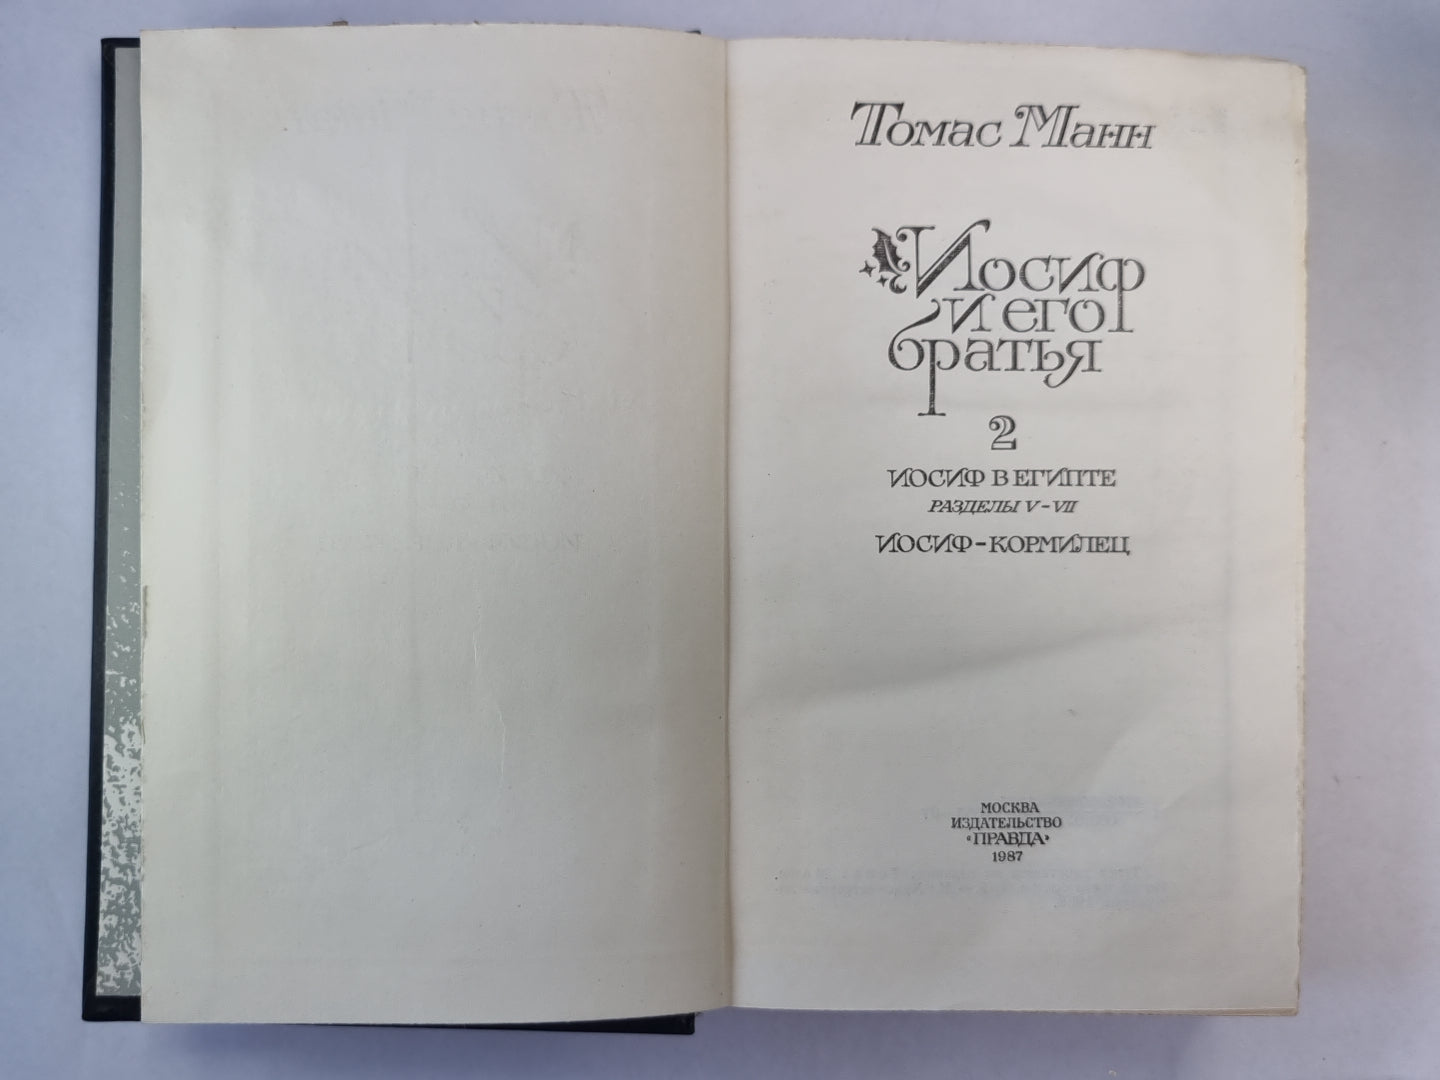 Томас Манн
Иосиф
и его
братья
2
ИОСИФ В ЕГИПТЕ
РАЗДЕЛЫ V-VII
ИОСИФ-КОРМИЛЕЦ
МОСКВА
ИЗДАТЕЛЬСТВО
«ПРАВДА»
1987